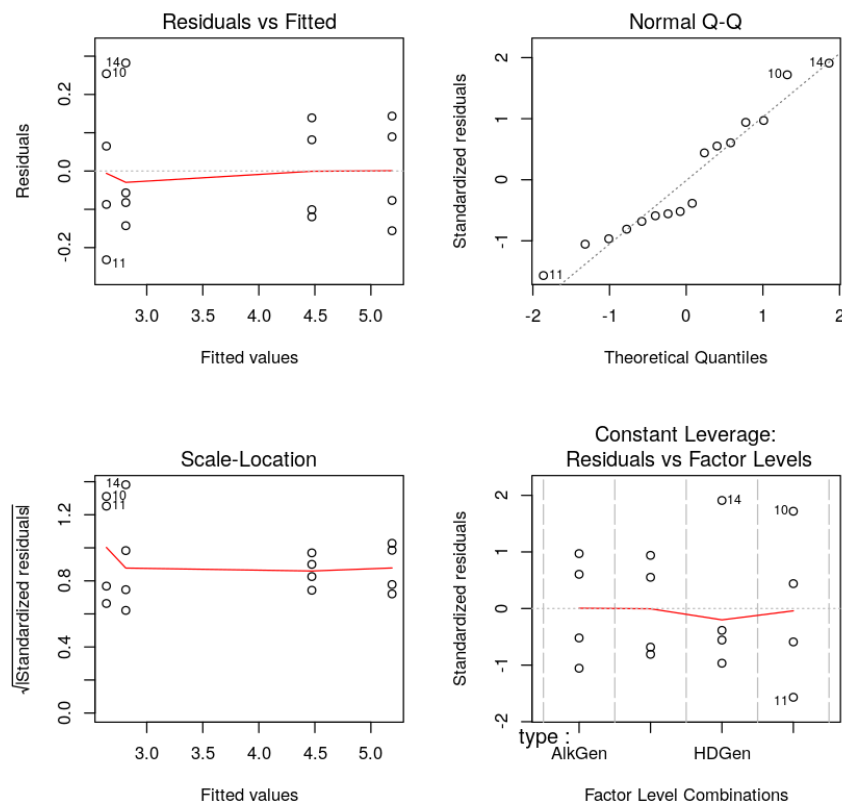 Residuals vs Fitted
Residuals
0.2
0.0
-0.2
14
10
11
3.0 3.5 4.0 4.5 5.0
Fitted values
Normal Q-Q
Standardized residuals
2
1
0
-1
10
14
11
-2 -1 0 1 2
Theoretical Quantiles
Scale-Location
√|Standardized residuals|
1.2
0.8
0.4
0.0
14
10
11
3.0 3.5 4.0 4.5 5.0
Fitted values
Constant Leverage:
Residuals vs Factor Levels
Standardized residuals
2
1
0
-1
-2
14
10
11
type :
AlkGen HDGen
Factor Level Combinations